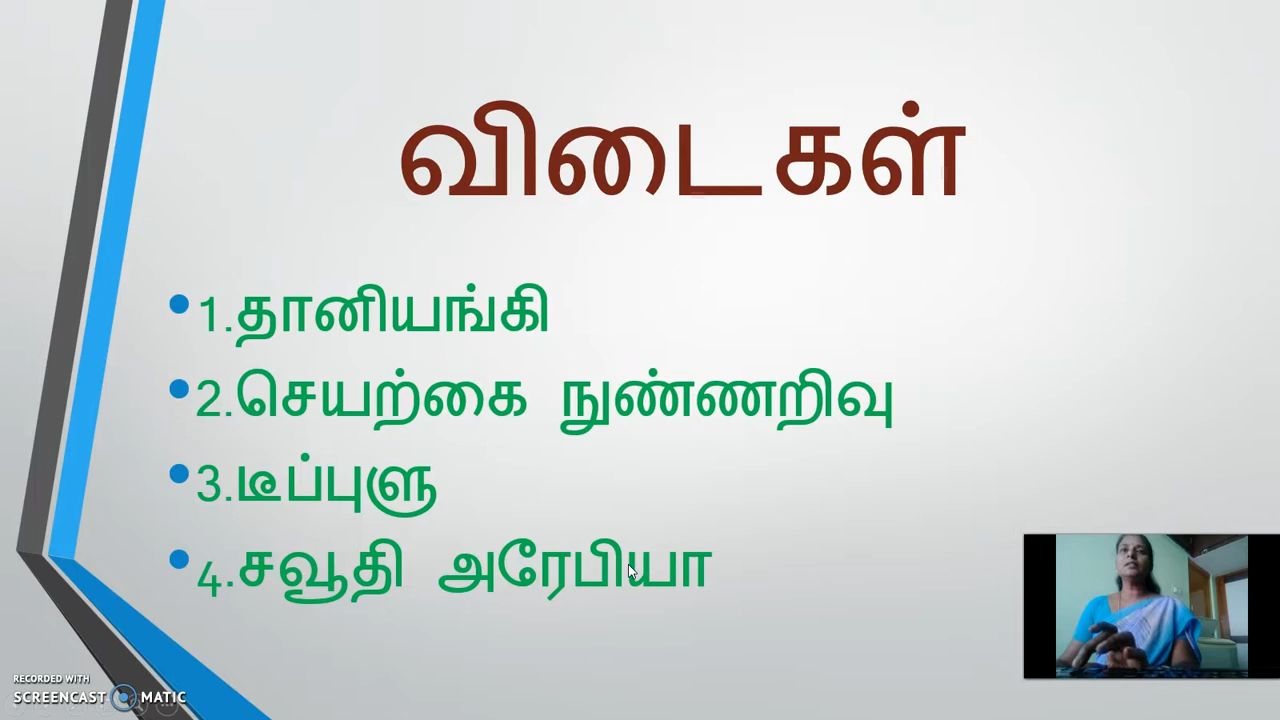 விடைகள்
• 1.தானியங்கி
• 2.செயற்கை நுண்ணறிவு
• 3.டீப்புளு
• 4.சவூதி அரேபியா
RECORDED WITH
SCREENCAST MATIC